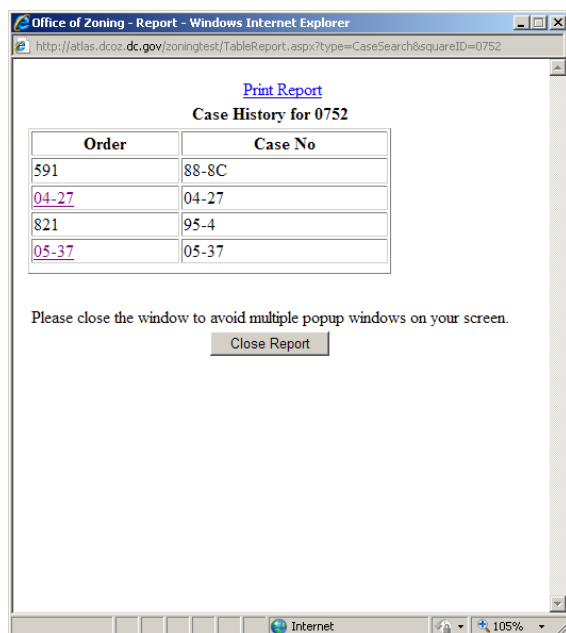 Office of Zoning - Report - Windows Internet Explorer
http://atlas.dcoz.dc.gov/zoningtest/TableReport.aspx?type=CaseSearch&squareID=0752
Print Report
Case History for 0752
Order Case No
591 88-8C
04-27 04-27
821 95-4
05-37 05-37
Please close the window to avoid multiple popup windows on your screen.
Close Report
Internet 105%